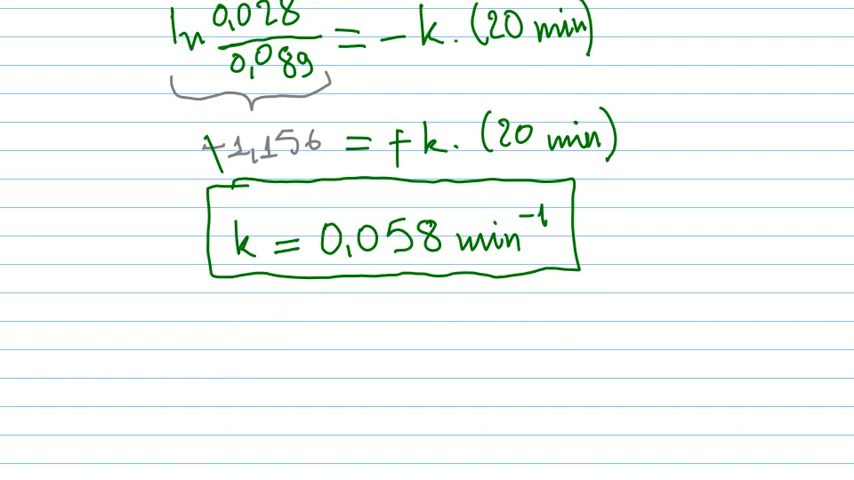 ln 0,028/0,089 = − k. (20 min)
+1,156 = +k. (20 min)
k = 0,058 min⁻¹